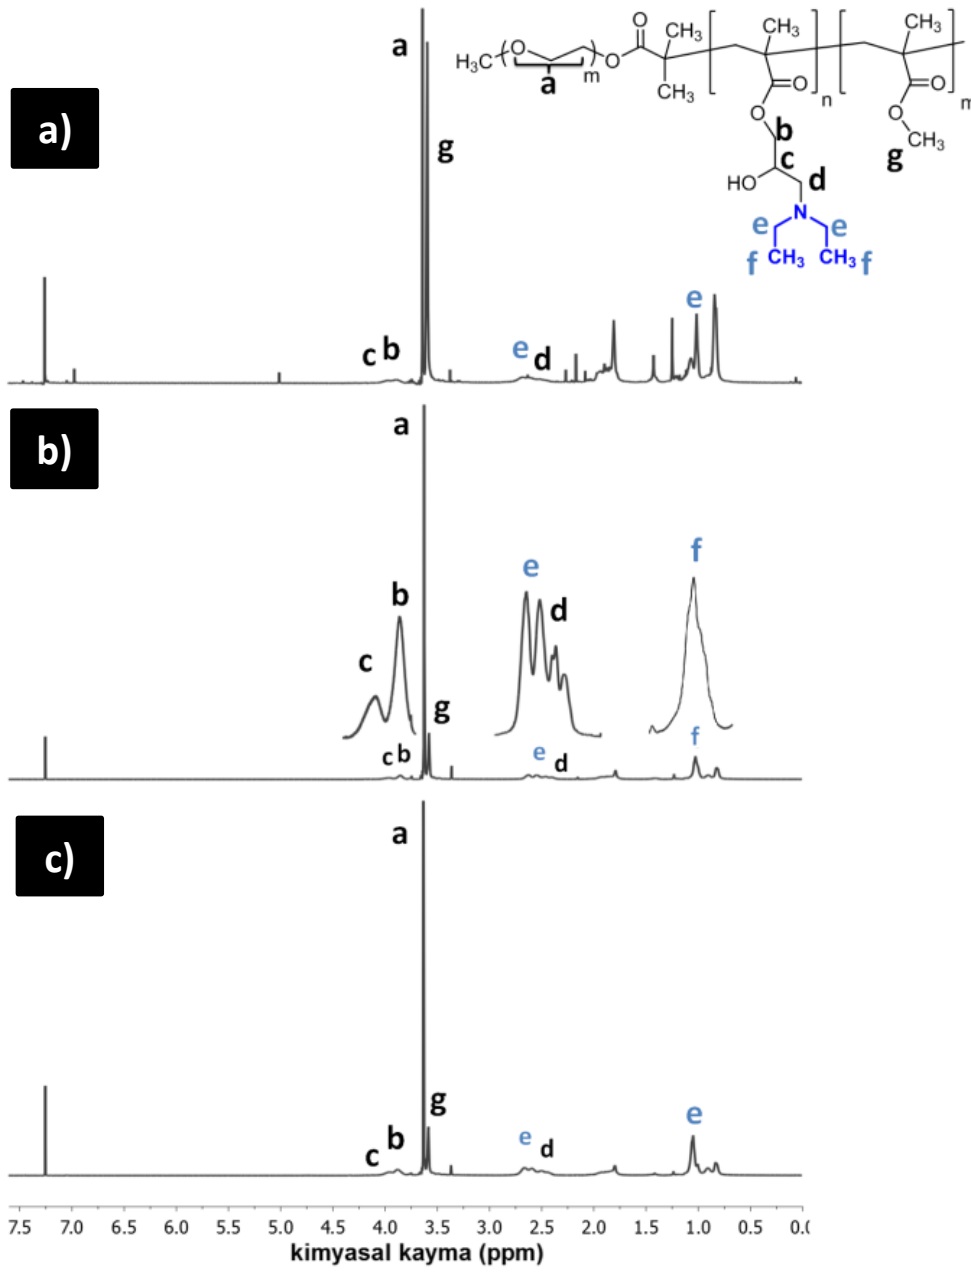 a)
a
g
O
CH₃
CH₃
CH₃
H₃C
O
m
a
O
CH₃
O
n
O
O
m
O
CH₃
g
b
c
HO
d
N
e
e
f CH₃
CH₃ f
c b
e
d
e
b)
a
b
c
g
e
d
f
c b
e
d
f
c)
a
g
b
c
e
d
e
7.5 7.0 6.5 6.0 5.5 5.0 4.5 4.0 3.5 3.0 2.5 2.0 1.5 1.0 0.5 0.0
kimyasal kayma (ppm)